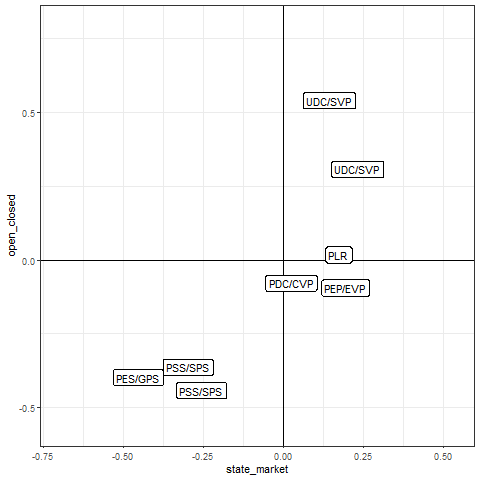 open_closed
0.5
0.0
-0.5
UDC/SVP
UDC/SVP
PLR
PDC/CVP
PEP/EVP
PSS/SPS
PES/GPS
PSS/SPS
-0.75
-0.50
-0.25
0.00
0.25
0.50
state_market